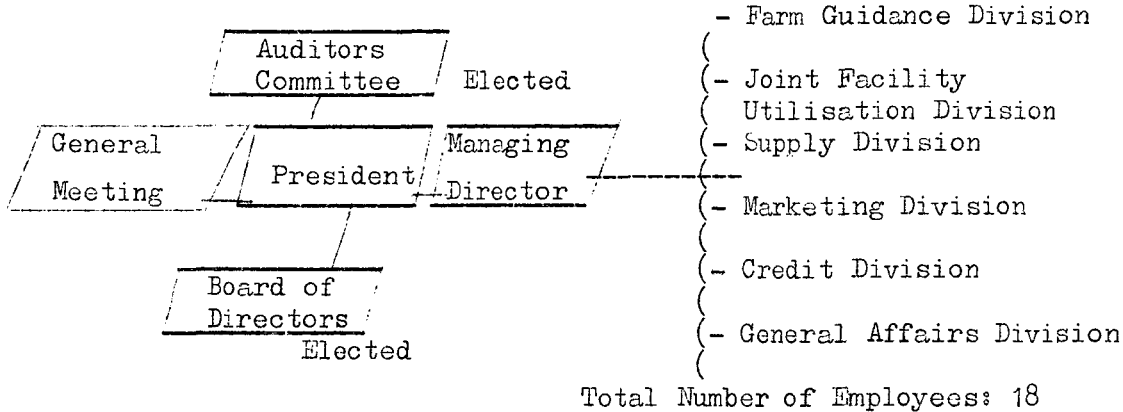 Auditors
Committee
Elected
General
Meeting
President
Managing
Director
Board of
Directors
Elected
- Farm Guidance Division
- Joint Facility
Utilisation Division
- Supply Division
- Marketing Division
- Credit Division
- General Affairs Division
Total Number of Employees: 18